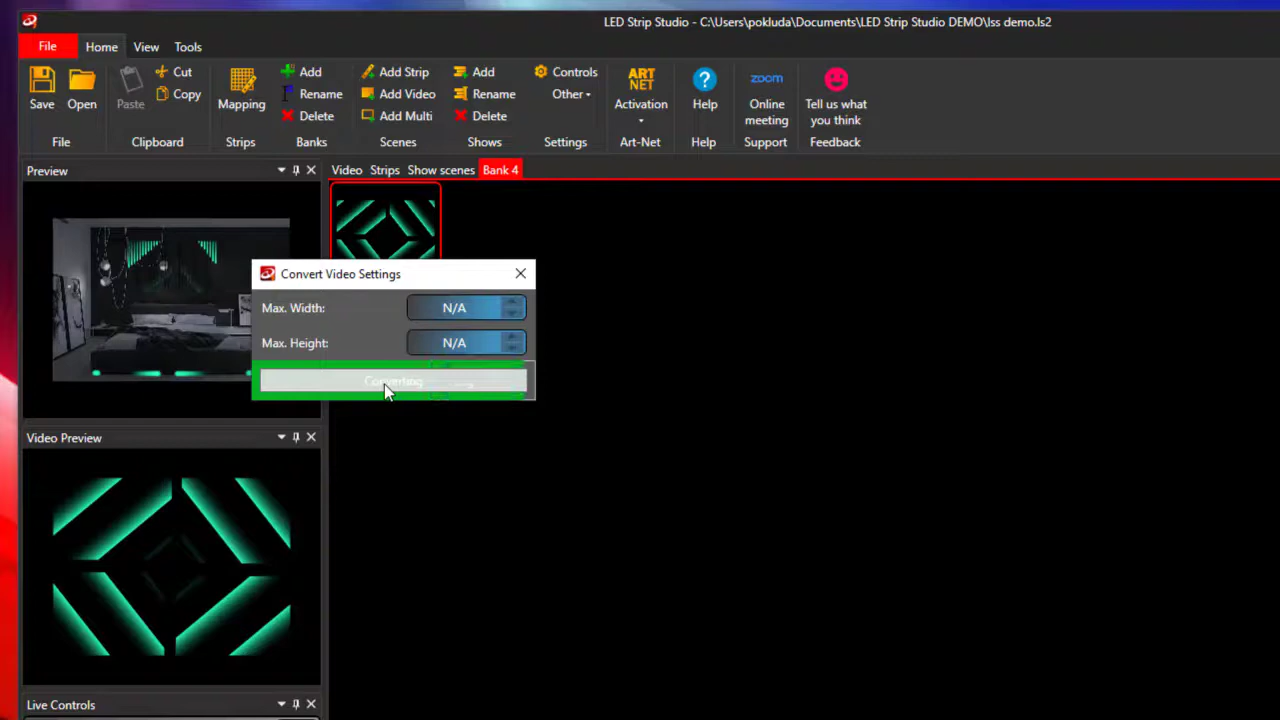 LED Strip Studio - C:\Users\pokluda\Documents\LED Strip Studio DEMO\lss demo.ls2
File Home View Tools
Save Open Paste Cut Copy Mapping Add Rename Delete Add Strip Add Video Add Multi Add Rename Delete Controls Other ART NET Activation ? Help zoom Online meeting Tell us what you think
File Clipboard Strips Banks Scenes Shows Settings Art-Net Help Support Feedback
Preview
Video Strips Show scenes Bank 4
Convert Video Settings
Max. Width: N/A
Max. Height: N/A
Converting
Video Preview
Live Controls